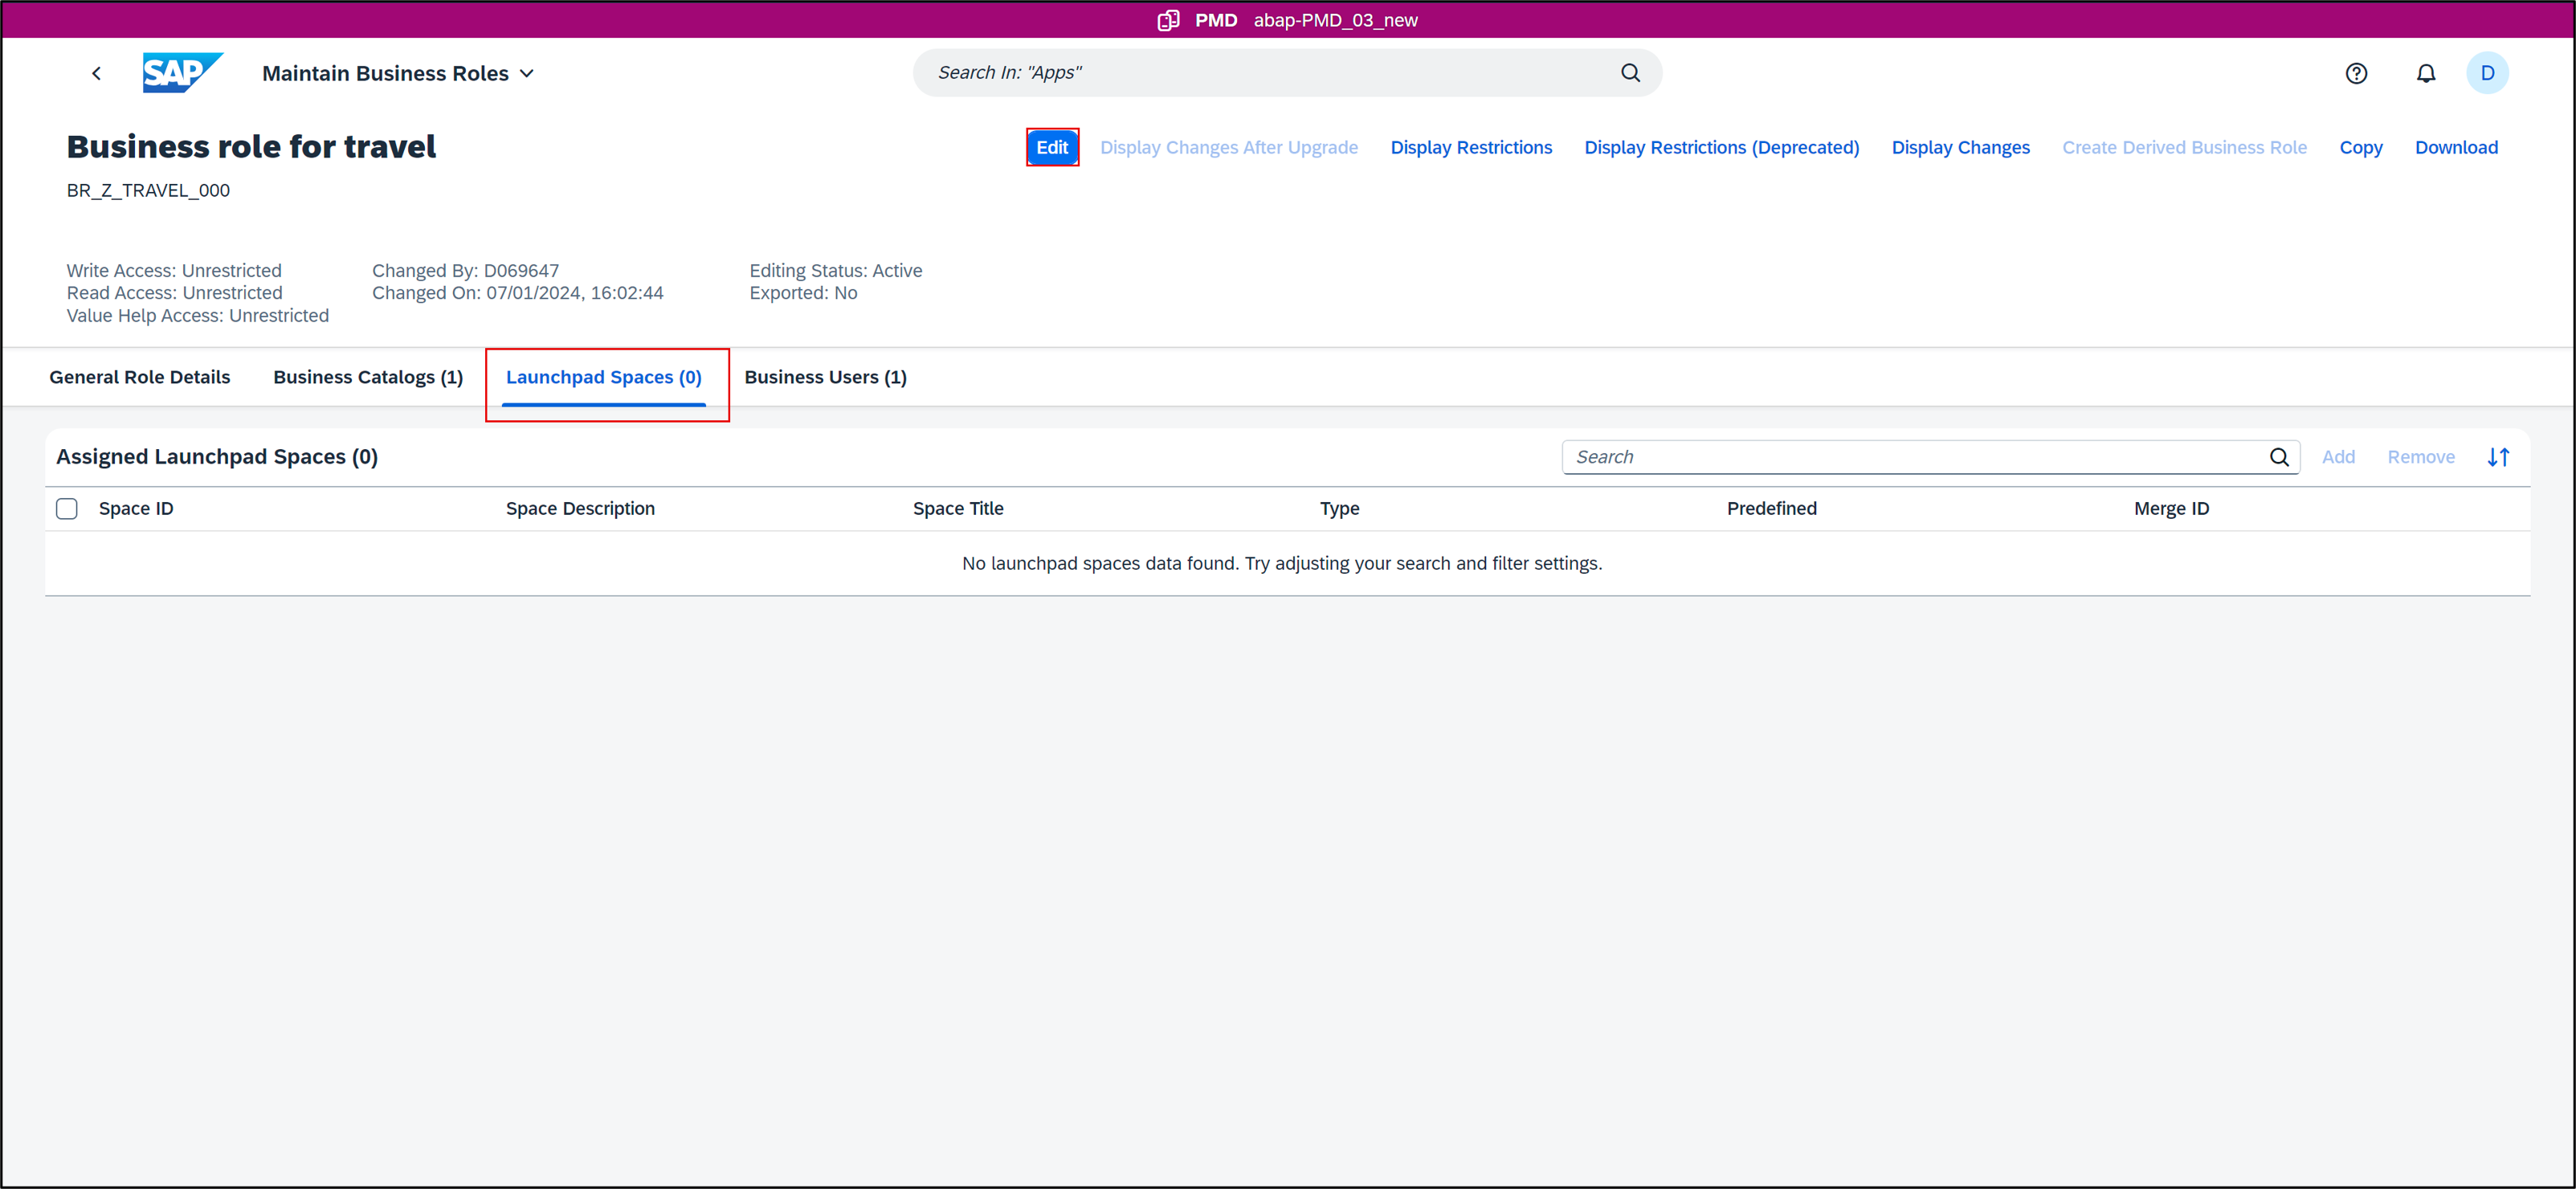 PMD abap-PMD_03_new
SAP Maintain Business Roles Search In: "Apps" D
Business role for travel Edit Display Changes After Upgrade Display Restrictions Display Restrictions (Deprecated) Display Changes Create Derived Business Role Copy Download
BR_Z_TRAVEL_000
Write Access: Unrestricted Changed By: D069647 Editing Status: Active
Read Access: Unrestricted Changed On: 07/01/2024, 16:02:44 Exported: No
Value Help Access: Unrestricted
General Role Details Business Catalogs (1) Launchpad Spaces (0) Business Users (1)
Assigned Launchpad Spaces (0) Search Add Remove
Space ID Space Description Space Title Type Predefined Merge ID
No launchpad spaces data found. Try adjusting your search and filter settings.